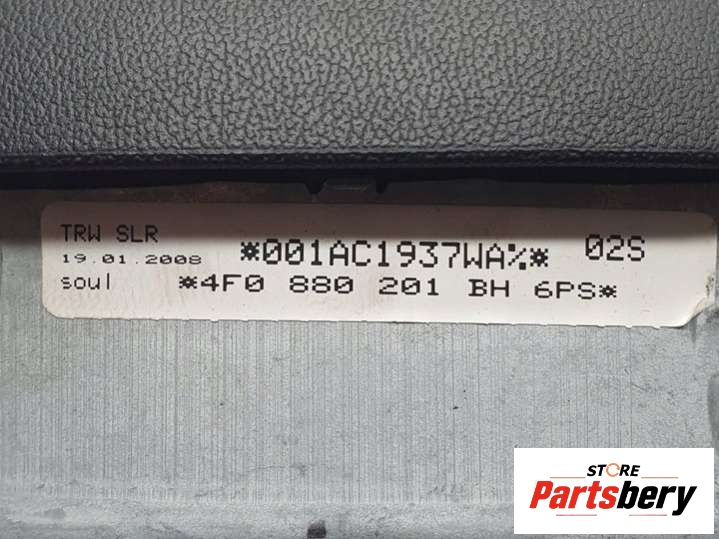 TRW SLR
19.01.2008
*001AC1937WA%*
02S
soul
*4F0 880 201 BH 6PS*
STORE
Partsbery